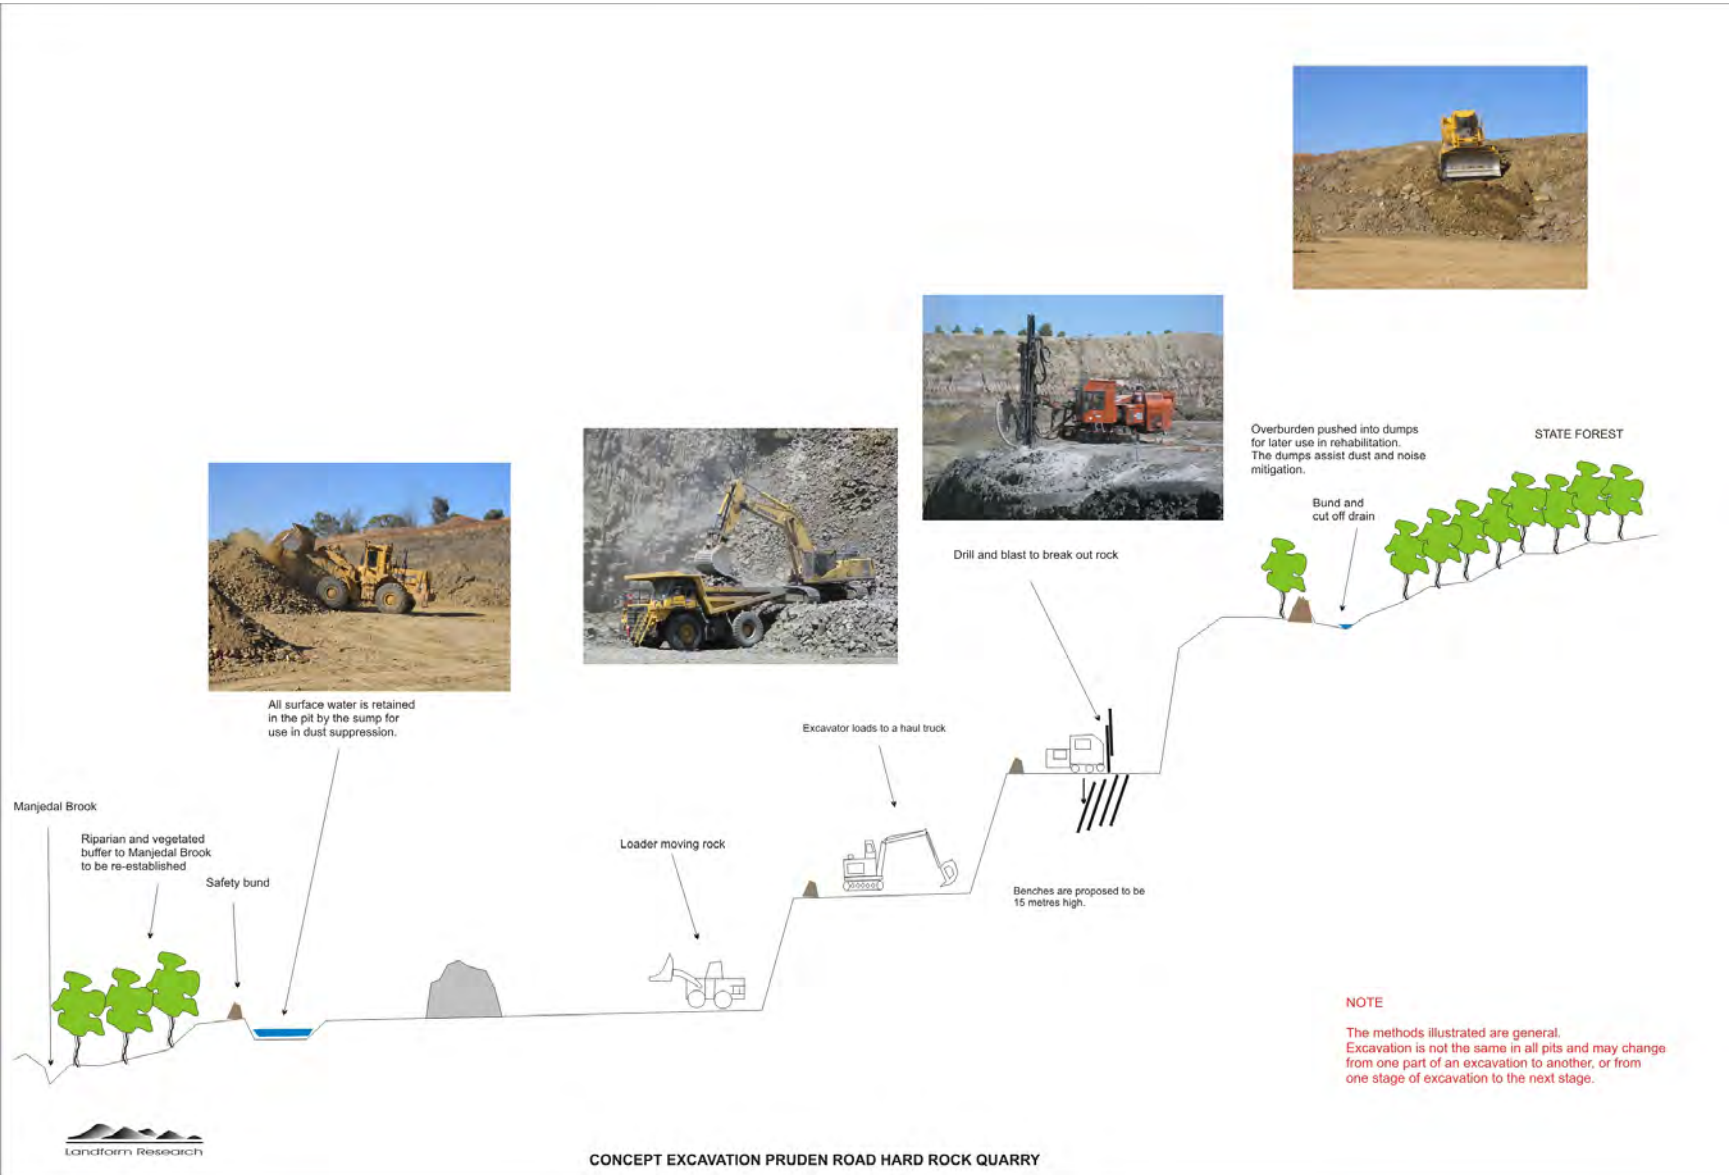 Overburden pushed into dumps
for later use in rehabilitation.
The dumps assist dust and noise
mitigation.
STATE FOREST
Bund and
cut off drain
Drill and blast to break out rock
All surface water is retained
in the pit by the sump for
use in dust suppression.
Excavator loads to a haul truck
Manjedal Brook
Riparian and vegetated
buffer to Manjedal Brook
to be re-established
Safety bund
Loader moving rock
Benches are proposed to be
15 metres high.
NOTE
The methods illustrated are general.
Excavation is not the same in all pits and may change
from one part of an excavation to another, or from
one stage of excavation to the next stage.
Landform Research
CONCEPT EXCAVATION PRUDEN ROAD HARD ROCK QUARRY